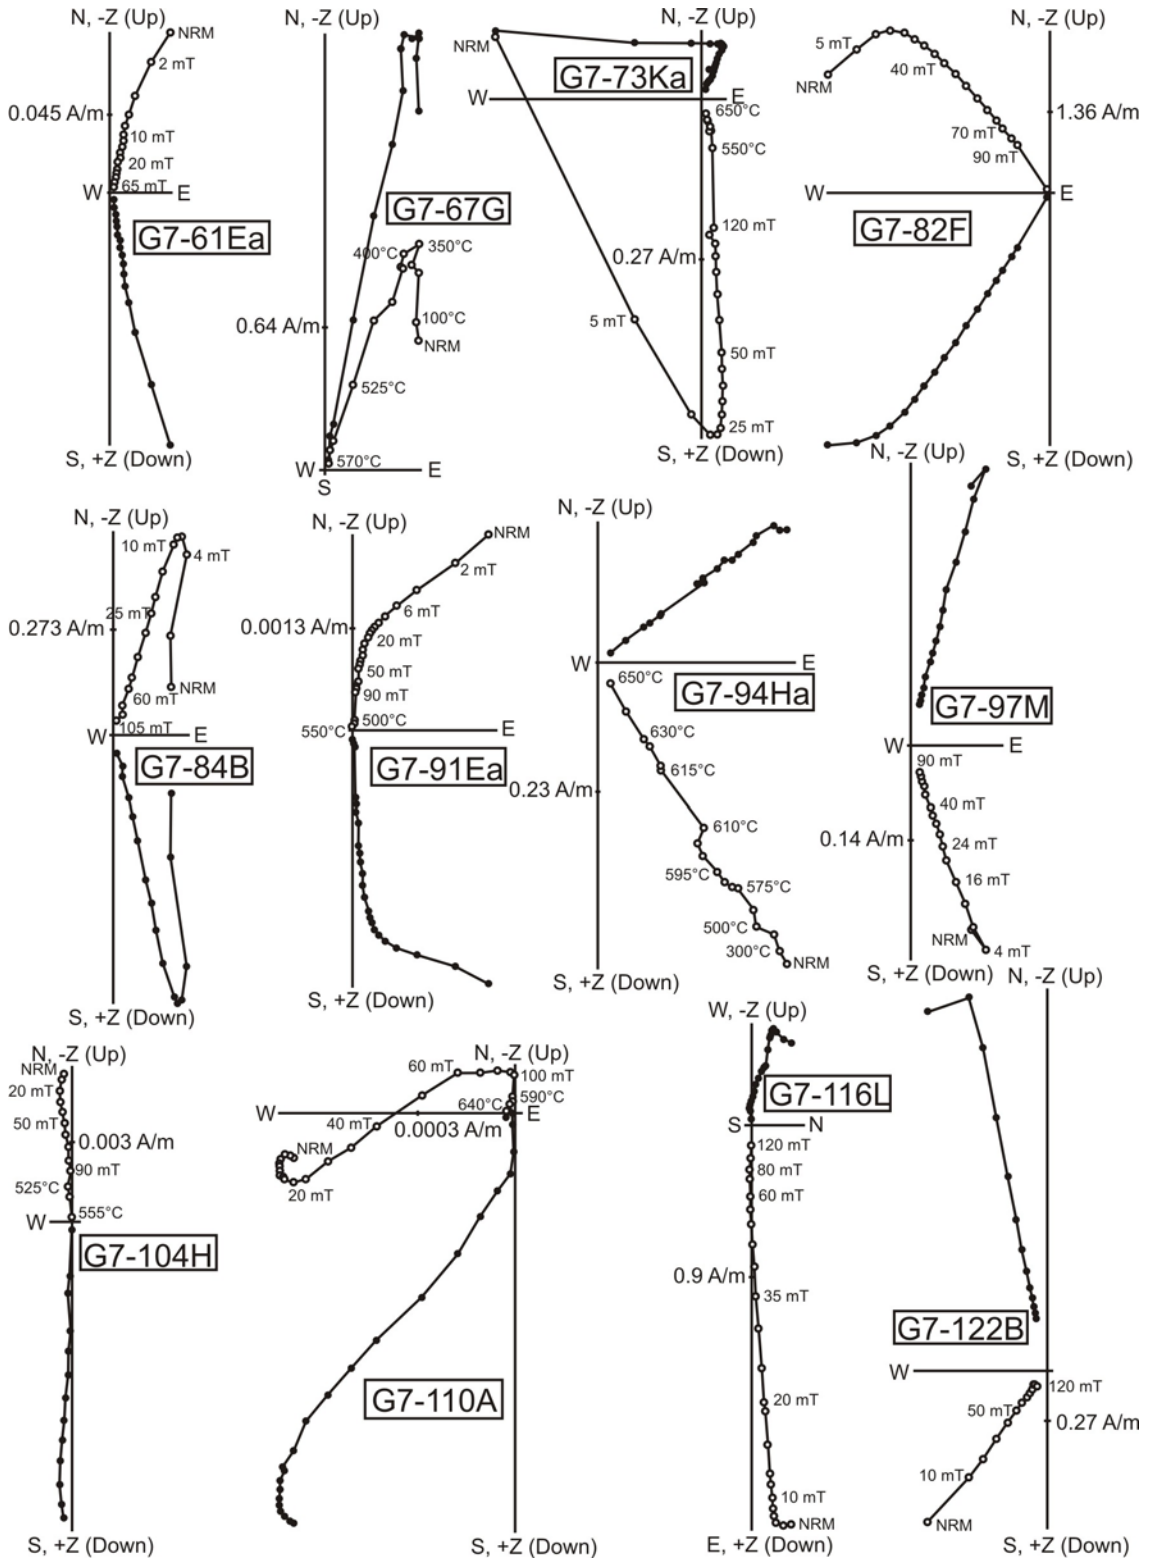 N, -Z (Up)
NRM
2 mT
0.045 A/m
10 mT
20 mT
65 mT
W
E
G7-61Ea
S, +Z (Down)
N, -Z (Up)
G7-67G
400°C
350°C
0.64 A/m
100°C
NRM
525°C
570°C
W
E
S
N, -Z (Up)
NRM
G7-73Ka
W
E
650°C
550°C
120 mT
0.27 A/m
5 mT
50 mT
25 mT
S, +Z (Down)
N, -Z (Up)
5 mT
40 mT
NRM
1.36 A/m
70 mT
90 mT
W
E
G7-82F
S, +Z (Down)
N, -Z (Up)
10 mT
4 mT
25 mT
0.273 A/m
NRM
60 mT
105 mT
W
E
G7-84B
S, +Z (Down)
N, -Z (Up)
NRM
2 mT
6 mT
0.0013 A/m
20 mT
50 mT
90 mT
500°C
550°C
E
G7-91Ea
S, +Z (Down)
N, -Z (Up)
W
E
650°C
G7-94Ha
630°C
615°C
0.23 A/m
610°C
595°C
575°C
500°C
300°C
NRM
S, +Z (Down)
N, -Z (Up)
G7-97M
W
E
90 mT
40 mT
0.14 A/m
24 mT
16 mT
NRM
4 mT
S, +Z (Down)
N, -Z (Up)
NRM
20 mT
50 mT
0.003 A/m
90 mT
525°C
555°C
W
G7-104H
S, +Z (Down)
N, -Z (Up)
60 mT
100 mT
590°C
640°C
W
E
40 mT
0.0003 A/m
NRM
20 mT
G7-110A
S, +Z (Down)
W, -Z (Up)
G7-116L
S
N
120 mT
80 mT
60 mT
0.9 A/m
35 mT
20 mT
10 mT
NRM
E, +Z (Down)
N, -Z (Up)
G7-122B
W
120 mT
50 mT
0.27 A/m
10 mT
NRM
S, +Z (Down)